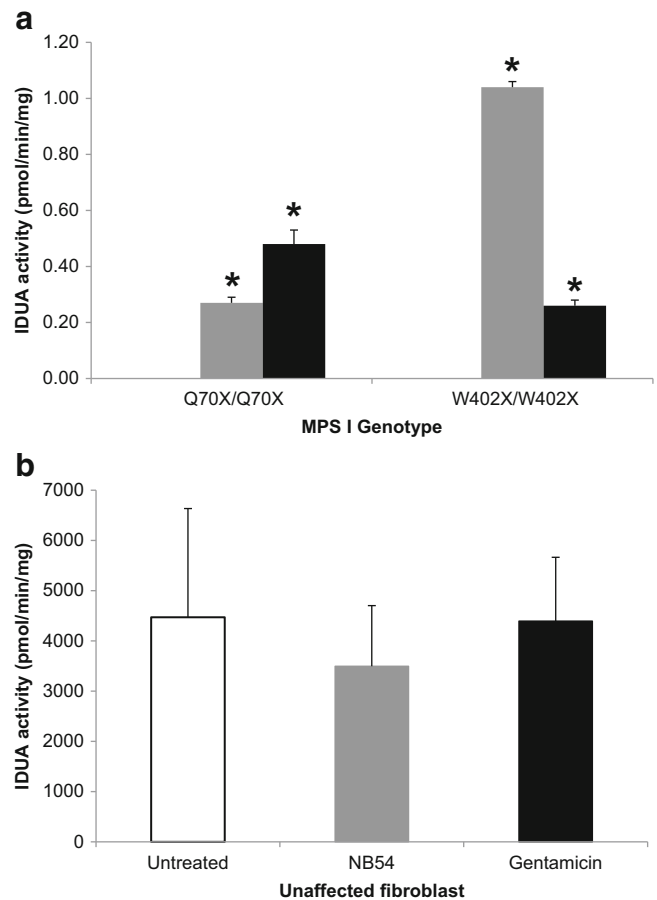 a
IDUA activity (pmol/min/mg)
1.20
1.00
0.80
0.60
0.40
0.20
0.00
*
*
*
*
Q70X/Q70X
W402X/W402X
MPS I Genotype
b
IDUA activity (pmol/min/mg)
7000
6000
5000
4000
3000
2000
1000
0
Untreated
NB54
Gentamicin
Unaffected fibroblast